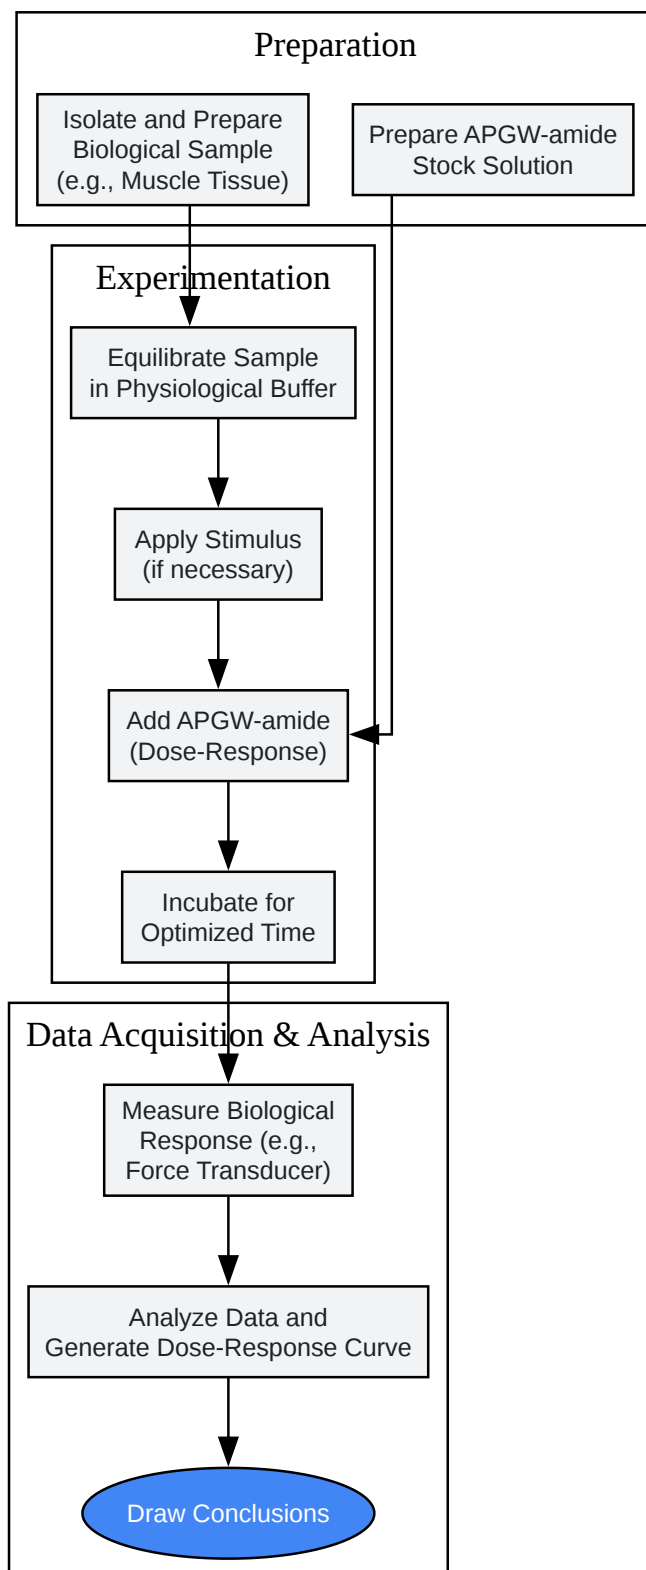 Preparation
Isolate and Prepare
Biological Sample
(e.g., Muscle Tissue)
Prepare APGW-amide
Stock Solution
Experimentation
Equilibrate Sample
in Physiological Buffer
Apply Stimulus
(if necessary)
Add APGW-amide
(Dose-Response)
Incubate for
Optimized Time
Data Acquisition & Analysis
Measure Biological
Response (e.g.,
Force Transducer)
Analyze Data and
Generate Dose-Response Curve
Draw Conclusions